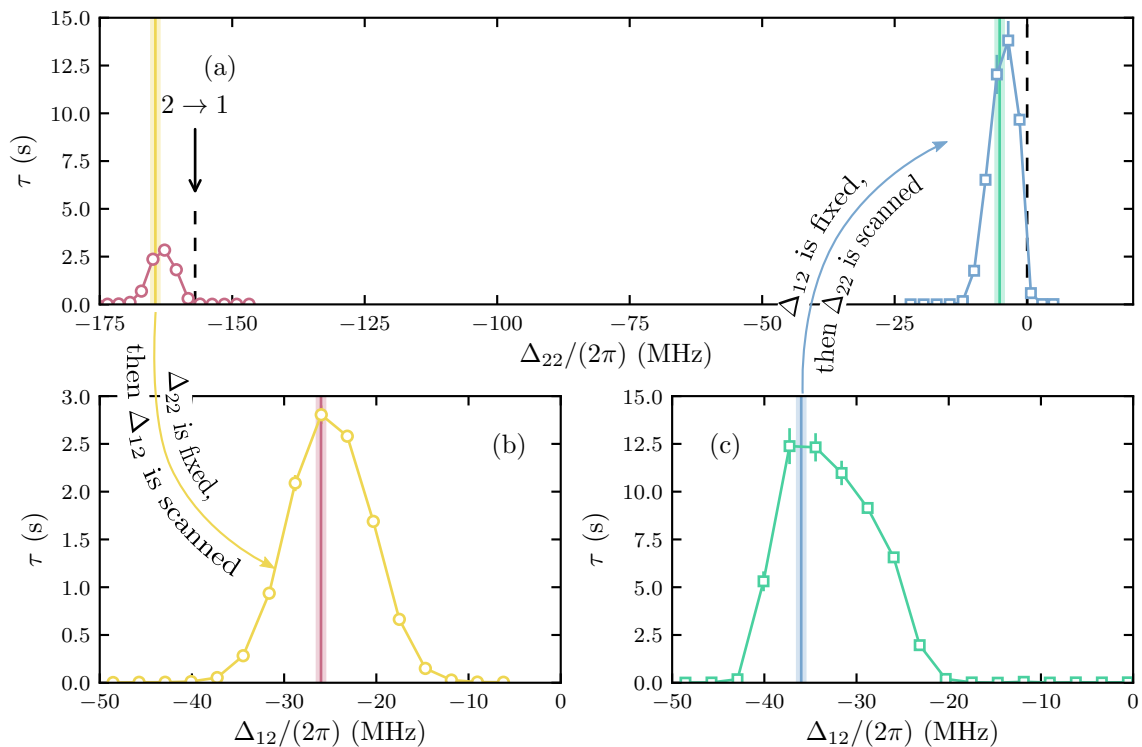 15.0
12.5
10.0
7.5
5.0
2.5
0.0
τ (s)
(a)
2 → 1
−175
−150
−125
−100
−75
−50
−25
0
Δ₂₂/(2π) (MHz)
Δ₁₂ is fixed,
then Δ₂₂ is scanned
Δ₂₂ is fixed,
then Δ₁₂ is scanned
3.0
2.5
2.0
1.5
1.0
0.5
0.0
τ (s)
(b)
−50
−40
−30
−20
−10
0
Δ₁₂/(2π) (MHz)
15.0
12.5
10.0
7.5
5.0
2.5
0.0
τ (s)
(c)
−40
−30
−20
−10
0
Δ₁₂/(2π) (MHz)